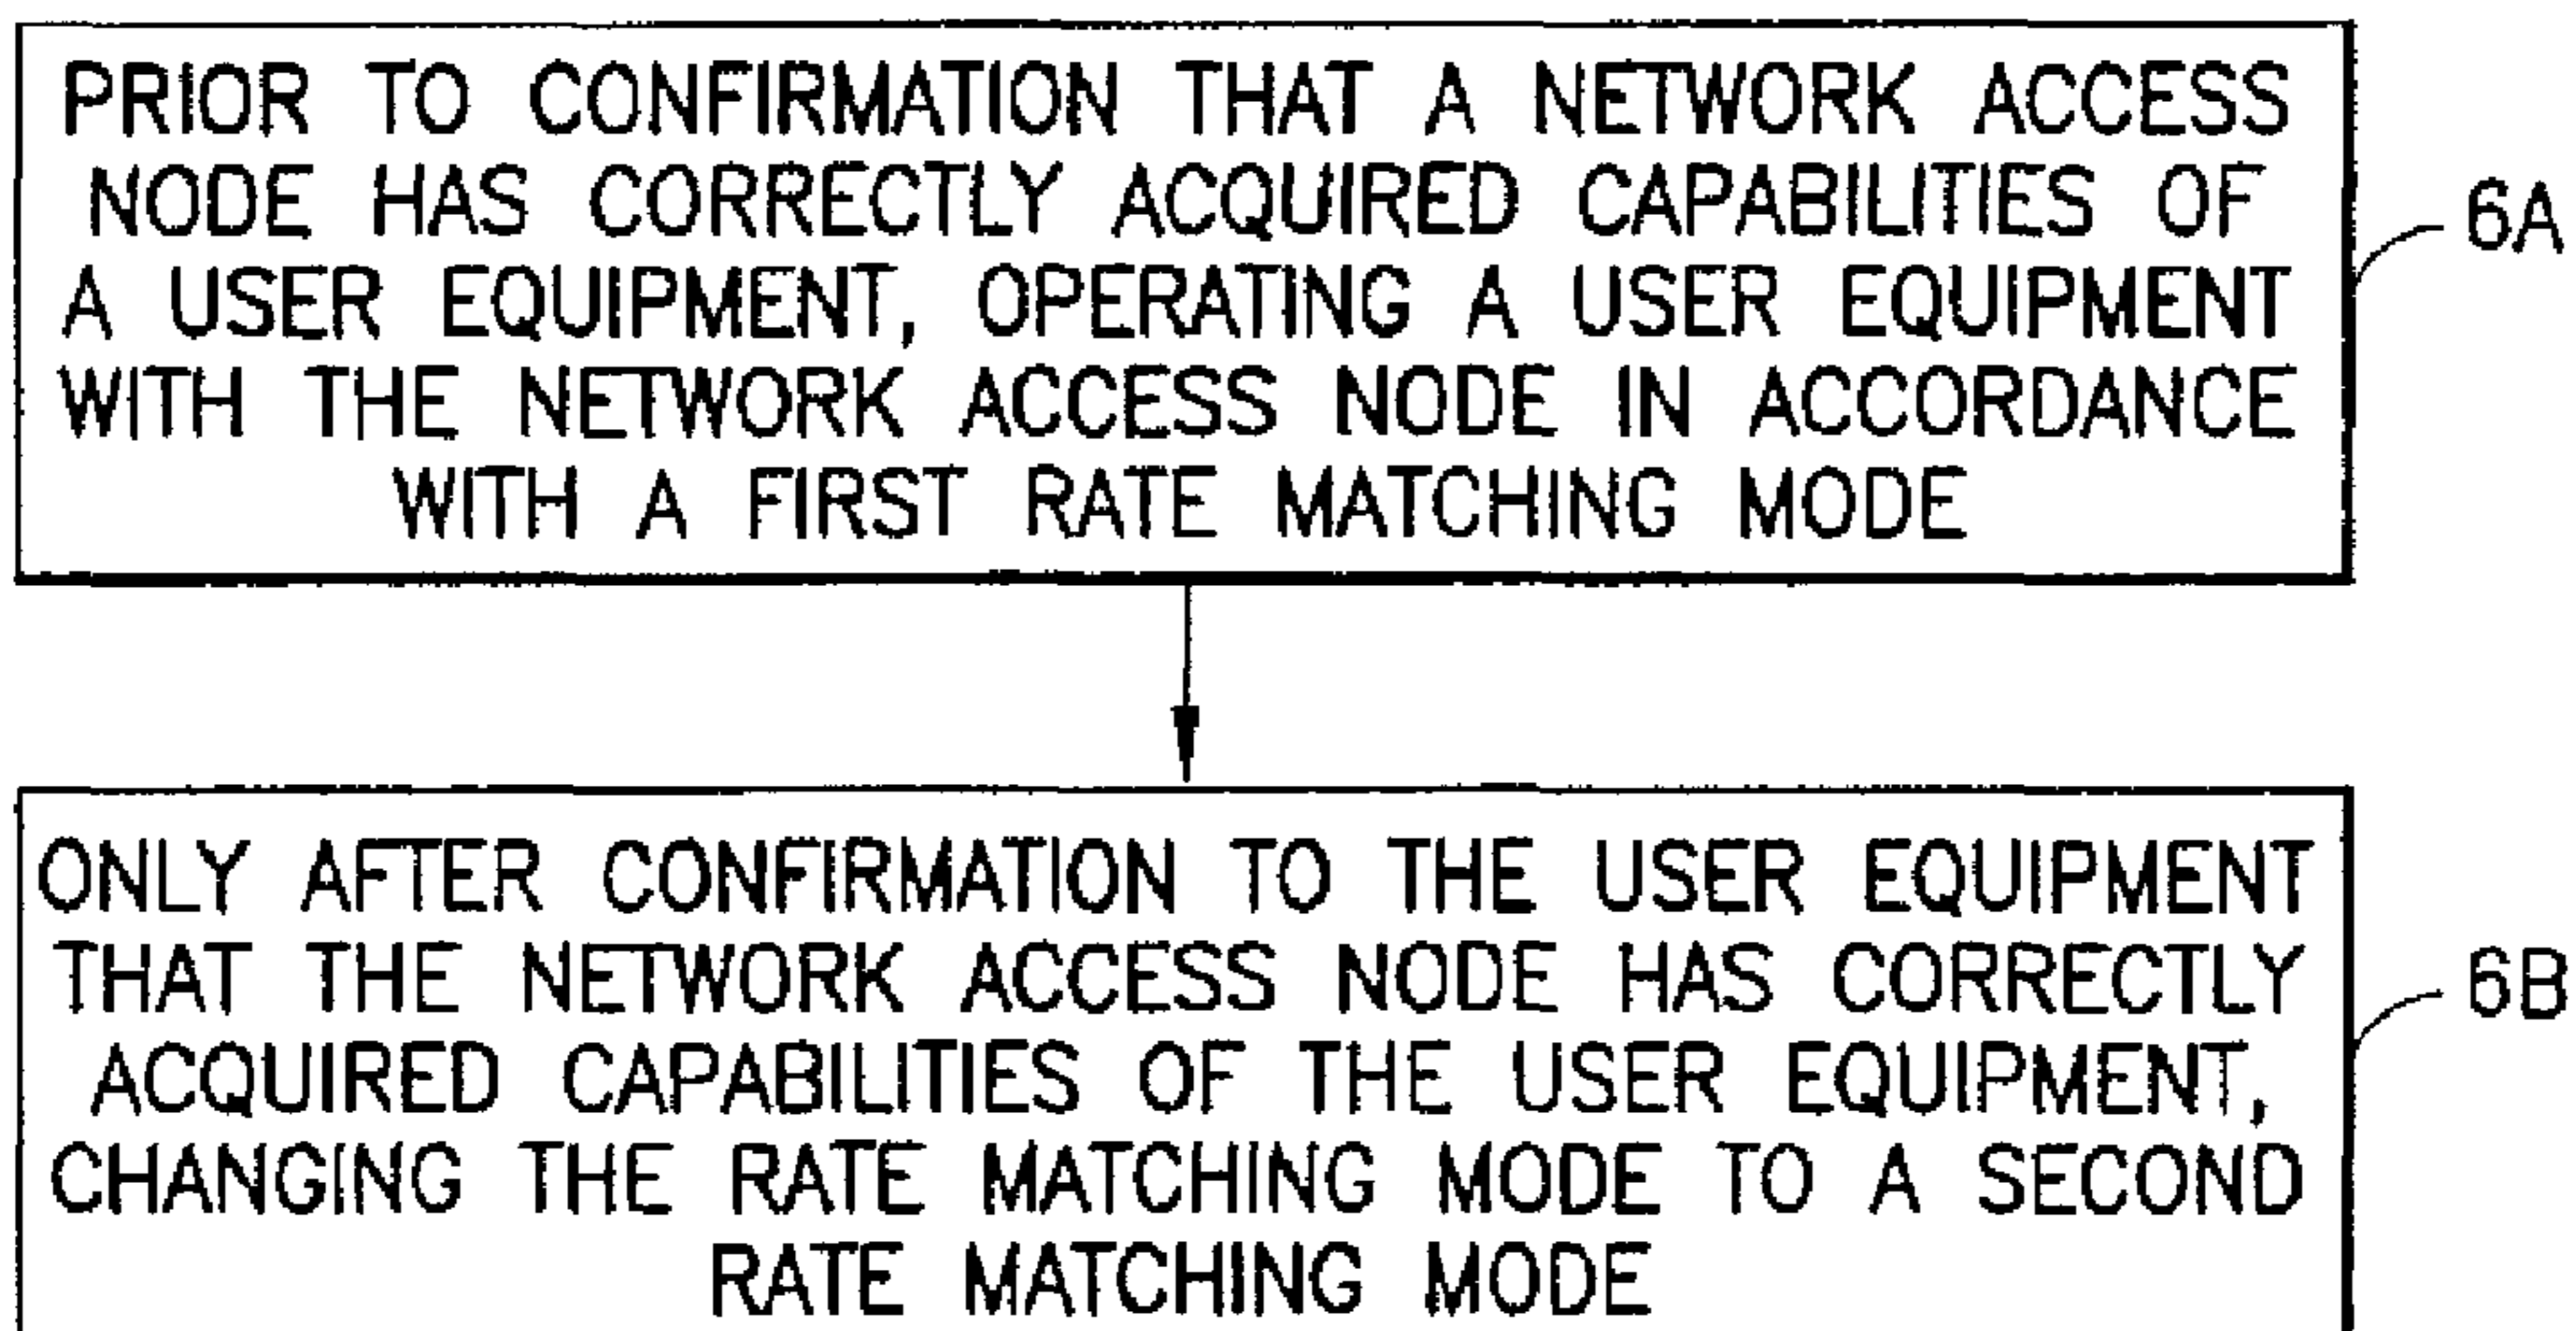 PRIOR TO CONFIRMATION THAT A NETWORK ACCESS
NODE HAS CORRECTLY ACQUIRED CAPABILITIES OF
A USER EQUIPMENT, OPERATING A USER EQUIPMENT
WITH THE NETWORK ACCESS NODE IN ACCORDANCE
WITH A FIRST RATE MATCHING MODE
6A
ONLY AFTER CONFIRMATION TO THE USER EQUIPMENT
THAT THE NETWORK ACCESS NODE HAS CORRECTLY
ACQUIRED CAPABILITIES OF THE USER EQUIPMENT,
CHANGING THE RATE MATCHING MODE TO A SECOND
RATE MATCHING MODE
6B